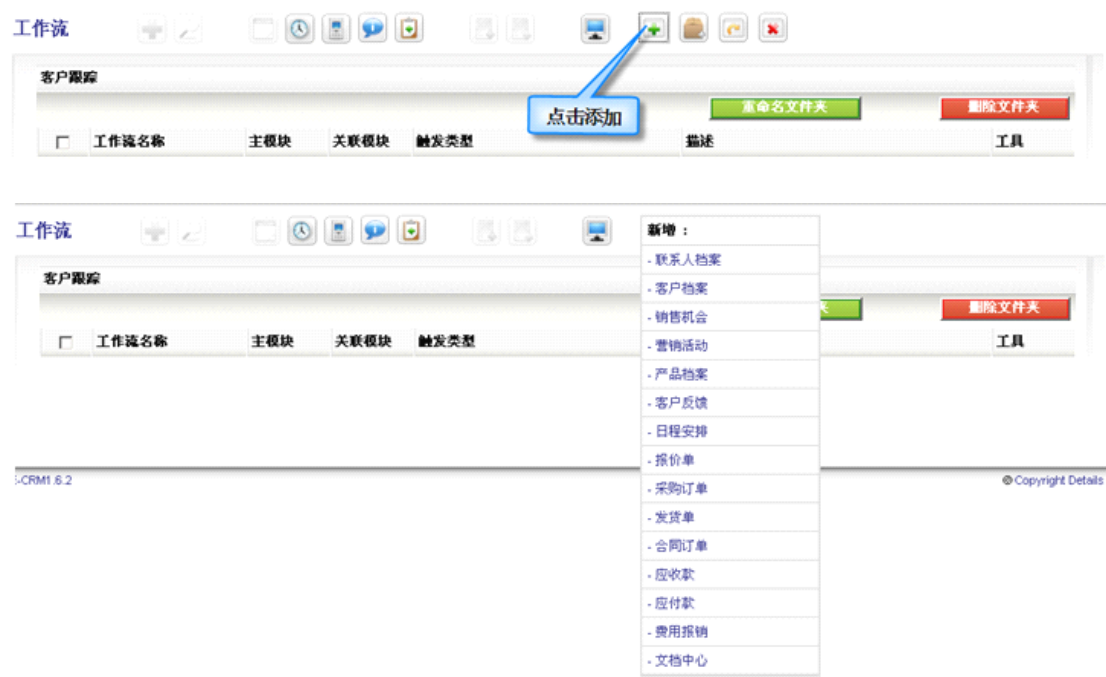 工作流
客户跟踪
点击添加
重命名文件夹 删除文件夹
工作流名称 主模块 关联模块 触发类型 描述 工具
工作流
新增：
- 联系人档案
客户跟踪
- 客户档案
夹 删除文件夹
- 销售机会
工作流名称 主模块 关联模块 触发类型 工具
- 营销活动
- 产品档案
- 客户反馈
- 日程安排
- 报价单
-CRM1.6.2 © Copyright Details
- 采购订单
- 发货单
- 合同订单
- 应收款
- 应付款
- 费用报销
- 文档中心